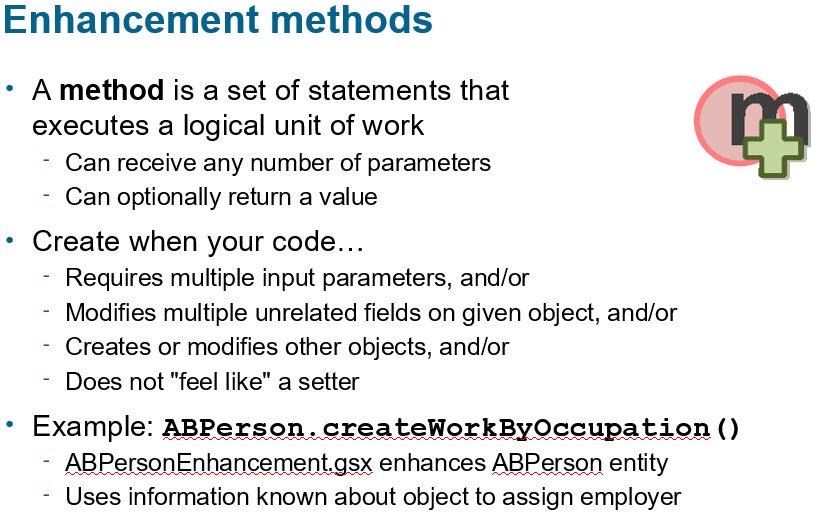 Enhancement methods
• A method is a set of statements that
executes a logical unit of work
- Can receive any number of parameters
- Can optionally return a value
• Create when your code…
- Requires multiple input parameters, and/or
- Modifies multiple unrelated fields on given object, and/or
- Creates or modifies other objects, and/or
- Does not "feel like" a setter
• Example: ABPerson.createWorkByOccupation()
- ABPersonEnhancement.gsx enhances ABPerson entity
- Uses information known about object to assign employer
m